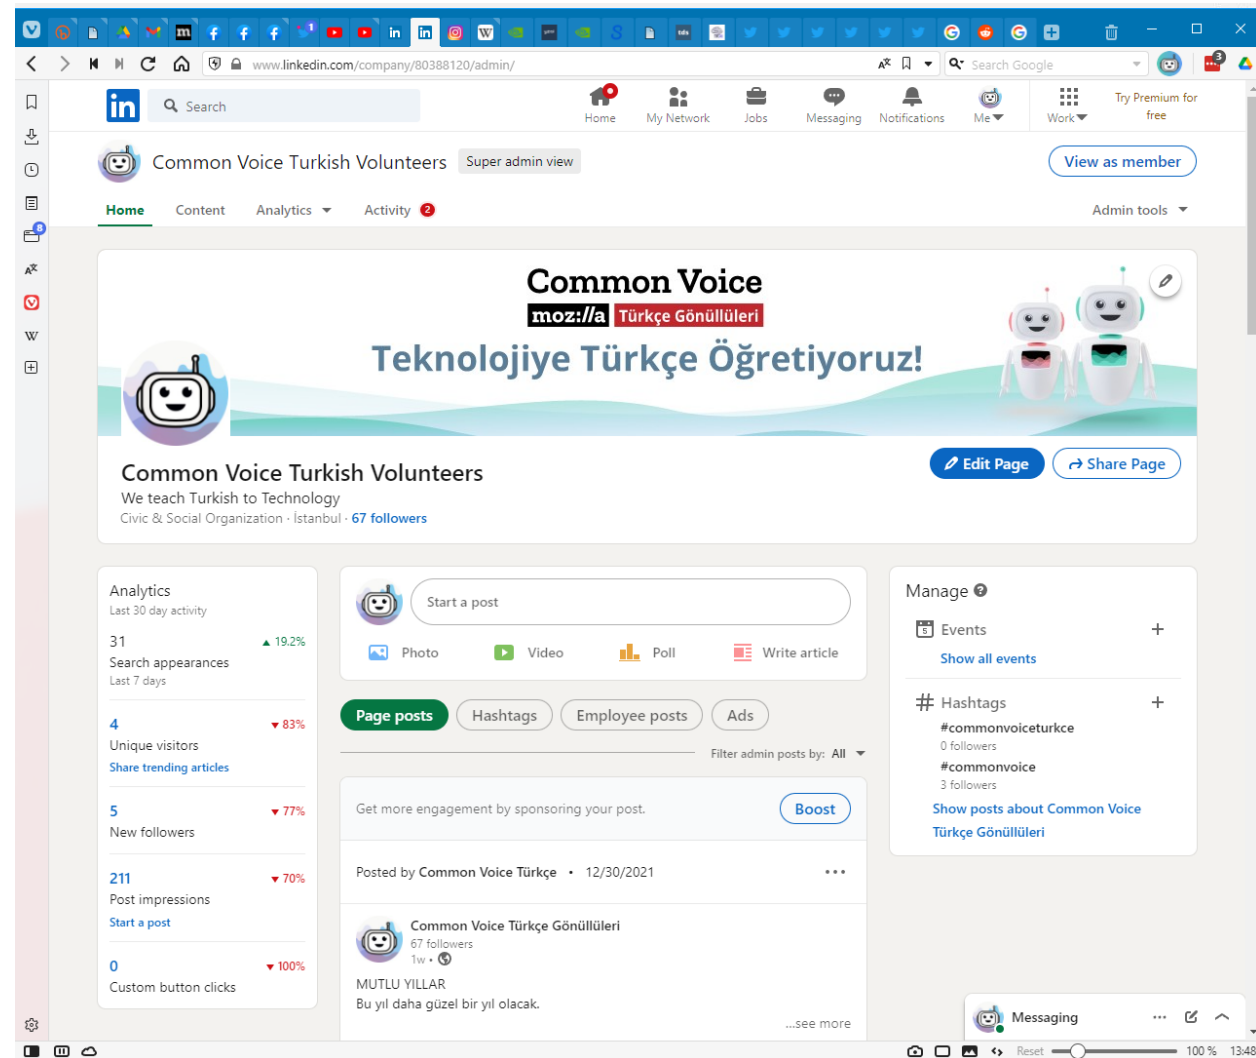 www.linkedin.com/company/80388120/admin/
Search Google
3
8
1
in
Search
Home
My Network
Jobs
Messaging
Notifications
Me
Work
Try Premium for
free
Common Voice Turkish Volunteers
Super admin view
View as member
Home
Content
Analytics
Activity 2
Admin tools
Common Voice
moz://a Türkçe Gönüllüleri
Teknolojiye Türkçe Öğretiyoruz!
Common Voice Turkish Volunteers
We teach Turkish to Technology
Civic & Social Organization · İstanbul · 67 followers
Edit Page
Share Page
Analytics
Last 30 day activity
31 ▲ 19.2%
Search appearances
Last 7 days
4 ▼ 83%
Unique visitors
Share trending articles
5 ▼ 77%
New followers
211 ▼ 70%
Post impressions
Start a post
0 ▼ 100%
Custom button clicks
Start a post
Photo
Video
Poll
Write article
Page posts
Hashtags
Employee posts
Ads
Filter admin posts by: All
Get more engagement by sponsoring your post.
Boost
Posted by Common Voice Türkçe • 12/30/2021
Common Voice Türkçe Gönüllüleri
67 followers
1w •
MUTLU YILLAR
Bu yıl daha güzel bir yıl olacak.
...see more
Manage
5 Events +
Show all events
# Hashtags +
#commonvoiceturkce
0 followers
#commonvoice
3 followers
Show posts about Common Voice
Türkçe Gönüllüleri
Messaging
Reset
100 %
13:48